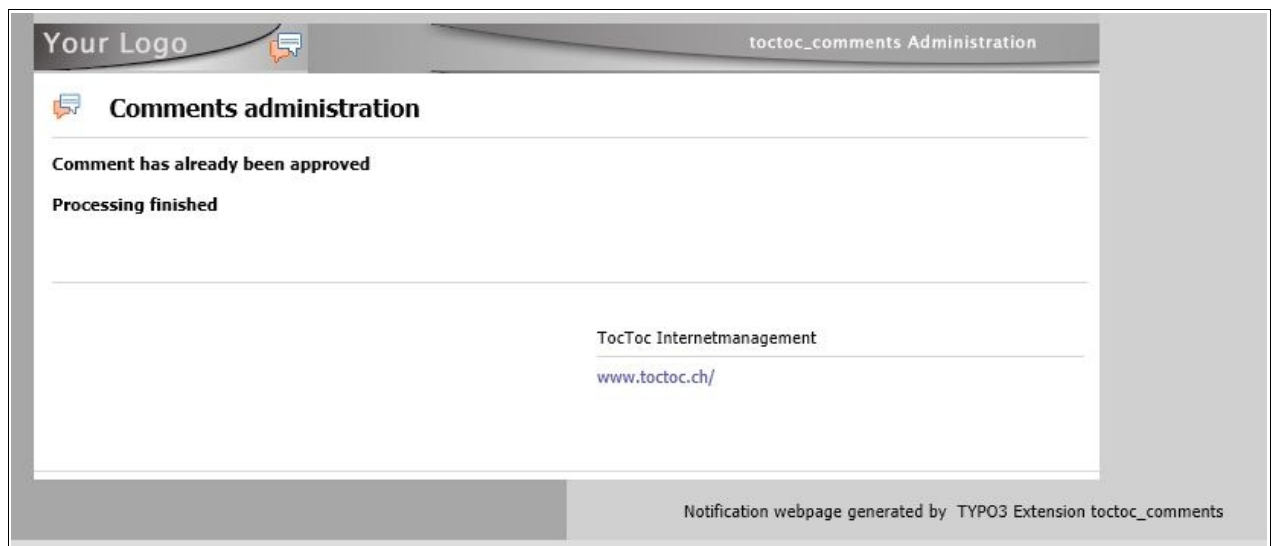 Your Logo
toctoc_comments Administration
Comments administration
Comment has already been approved
Processing finished
TocToc Internetmanagement
www.toctoc.ch/
Notification webpage generated by TYPO3 Extension toctoc_comments